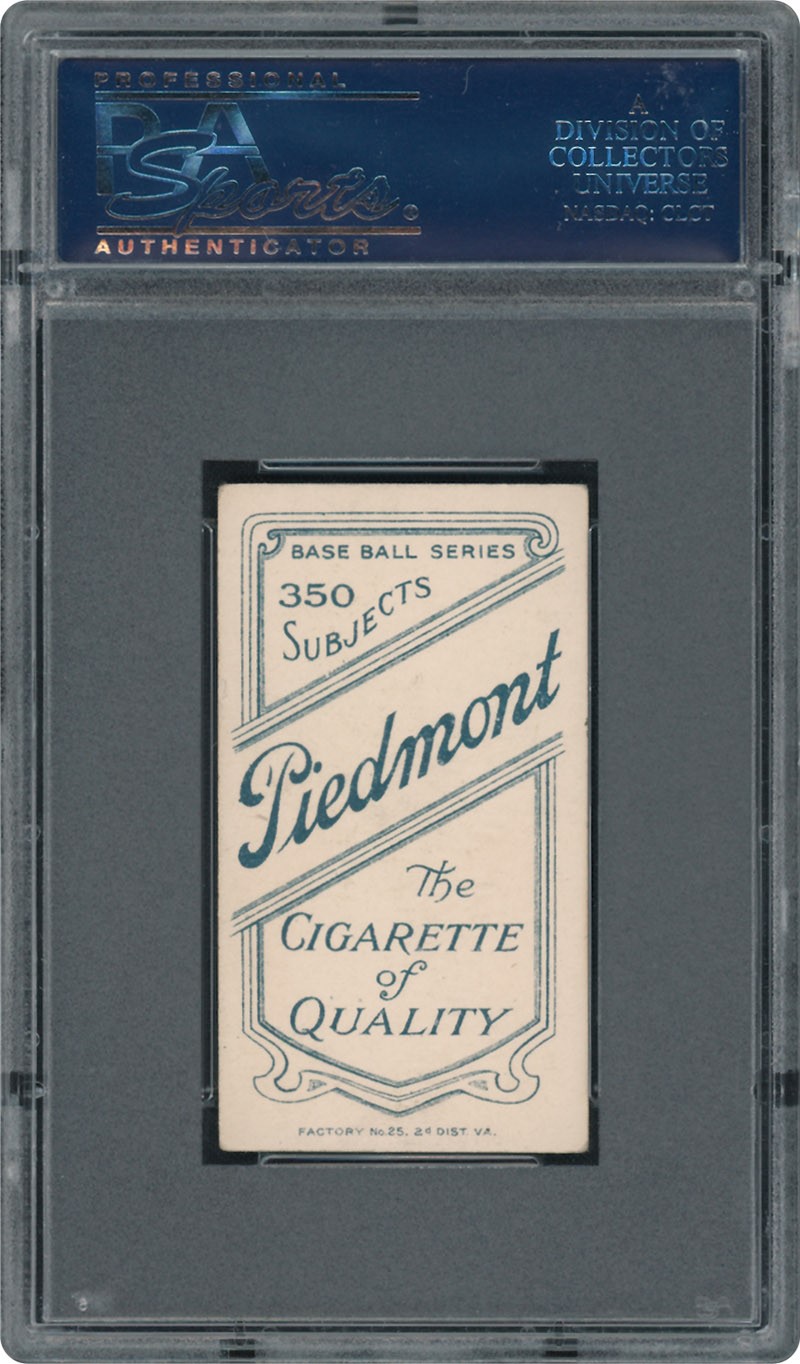 PROFESSIONAL
PSA
Sports®
AUTHENTICATOR
A
DIVISION OF
COLLECTORS
UNIVERSE
NASDAQ: CLCT
BASE BALL SERIES
350
SUBJECTS
Piedmont
The
CIGARETTE
of
QUALITY
FACTORY No. 25, 2d DIST. VA.